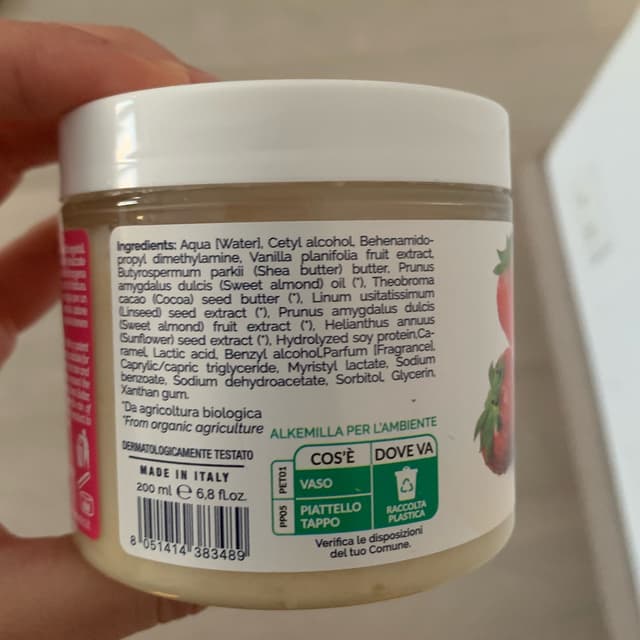 Ingredients: Aqua [Water], Cetyl alcohol, Behenamido-
propyl dimethylamine, Vanilla planifolia fruit extract,
Butyrospermum parkii (Shea butter) butter, Prunus
amygdalus dulcis (Sweet almond) oil (*), Theobroma
cacao (Cocoa) seed butter (*), Linum usitatissimum
(Linseed) seed extract (*), Prunus amygdalus dulcis
(Sweet almond) fruit extract (*), Helianthus annuus
(Sunflower) seed extract (*), Hydrolyzed soy protein,Ca-
ramel, Lactic acid, Benzyl alcohol,Parfum [Fragrance],
Caprylic/capric triglyceride, Myristyl lactate, Sodium
benzoate, Sodium dehydroacetate, Sorbitol, Glycerin,
Xanthan gum.
*Da agricoltura biologica
*From organic agriculture
DERMATOLOGICAMENTE TESTATO
MADE IN ITALY
200 ml ℮ 6,8 fl.oz.
8 051414 383489
ALKEMILLA PER L'AMBIENTE
COS'È DOVE VA
PET01 VASO
PP05 PIATTELLO
TAPPO
RACCOLTA
PLASTICA
Verifica le disposizioni
del tuo Comune.